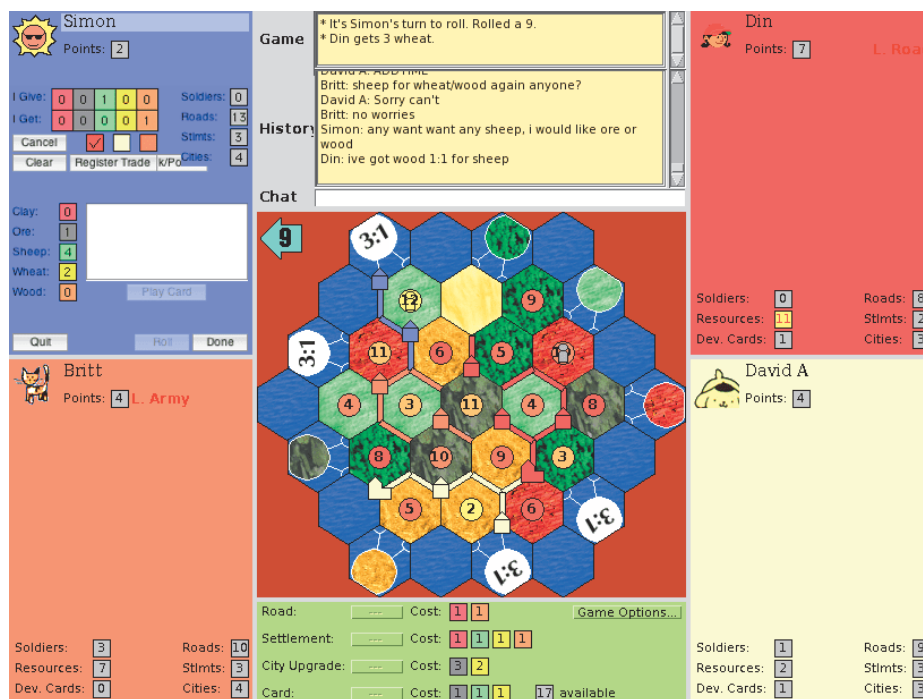 Simon
Points: 2
I Give: 0 0 1 0 0
I Get: 0 0 0 0 1
Soldiers: 0
Roads: 13
Stlmts: 3
Cities: 4
Cancel
Clear
Register Trade
k/Po
Clay: 0
Ore: 1
Sheep: 4
Wheat: 2
Wood: 0
Play Card
Quit
Roll
Done
Game
* It's Simon's turn to roll. Rolled a 9.
* Din gets 3 wheat.
History
David A: ADDTIME
Britt: sheep for wheat/wood again anyone?
David A: Sorry can't
Britt: no worries
Simon: any want want any sheep, i would like ore or
wood
Din: ive got wood 1:1 for sheep
Chat
Din
Points: 7
L. Roa
Soldiers: 0
Resources: 11
Dev. Cards: 1
Roads: 8
Stlmts: 2
Cities: 3
9
3:1
12
9
3:1
11
6
5
4
3
11
4
8
8
10
9
3
5
2
6
3:1
3:1
Britt
Points: 4 L. Army
Soldiers: 3
Resources: 7
Dev. Cards: 0
Roads: 10
Stlmts: 3
Cities: 4
David A
Points: 4
Soldiers: 1
Resources: 2
Dev. Cards: 1
Roads: 9
Stlmts: 3
Cities: 3
Road: --- Cost: 1 1
Game Options...
Settlement: --- Cost: 1 1 1 1
City Upgrade: --- Cost: 3 2
Card: --- Cost: 1 1 1 17 available